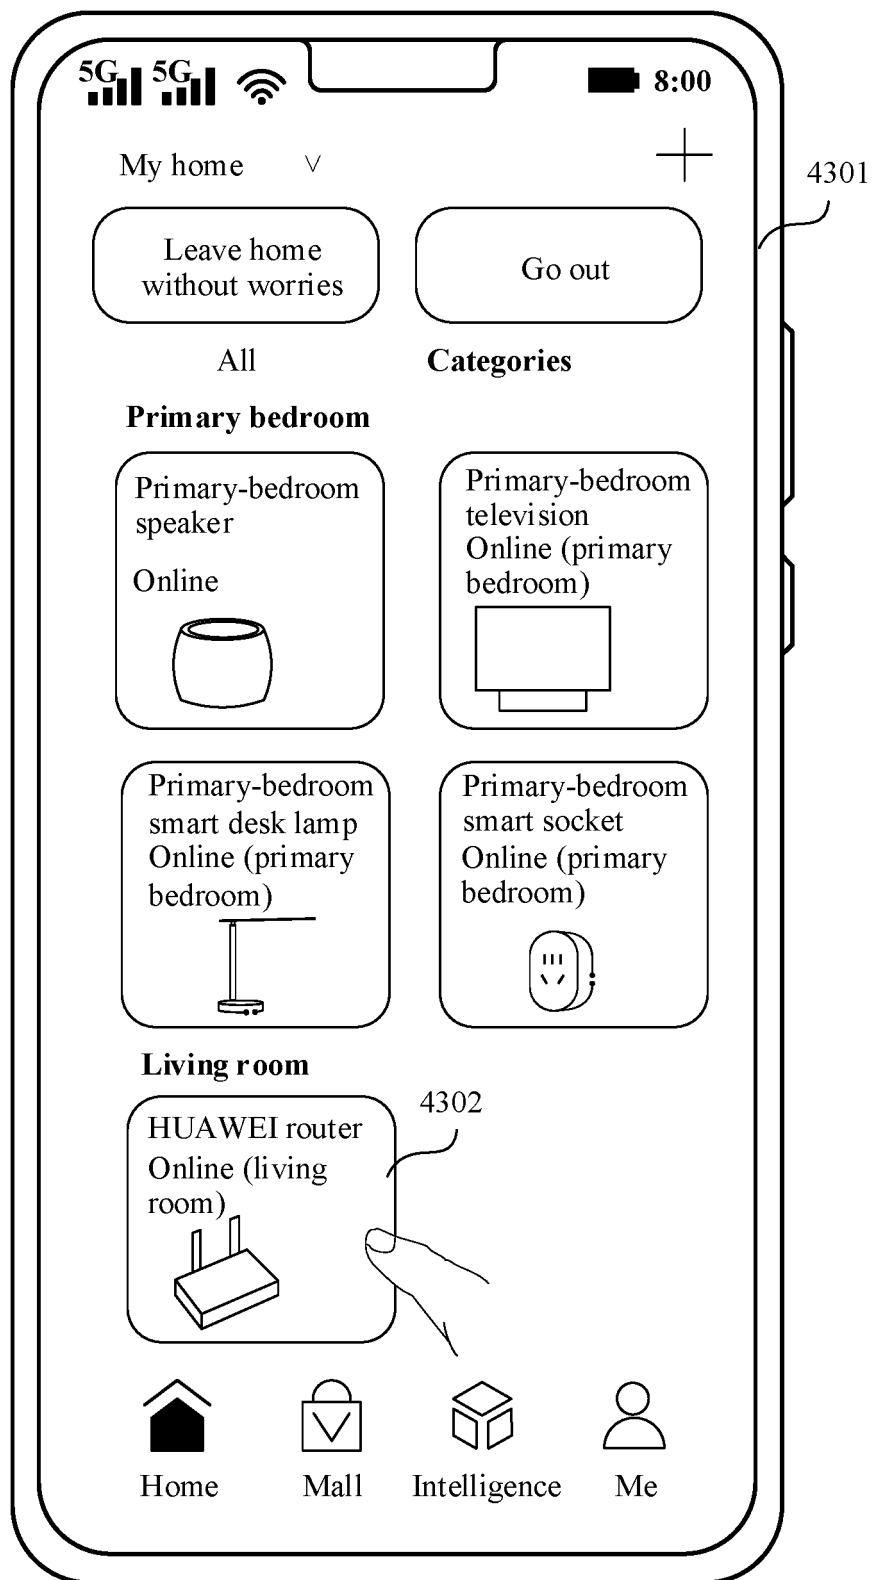 5G 5G 8:00
My home
4301
Leave home
without worries
Go out
All
Categories
Primary bedroom
Primary-bedroom
speaker
Online
Primary-bedroom
television
Online (primary
bedroom)
Primary-bedroom
smart desk lamp
Online (primary
bedroom)
Primary-bedroom
smart socket
Online (primary
bedroom)
Living room
4302
HUAWEI router
Online (living
room)
Home
Mall
Intelligence
Me